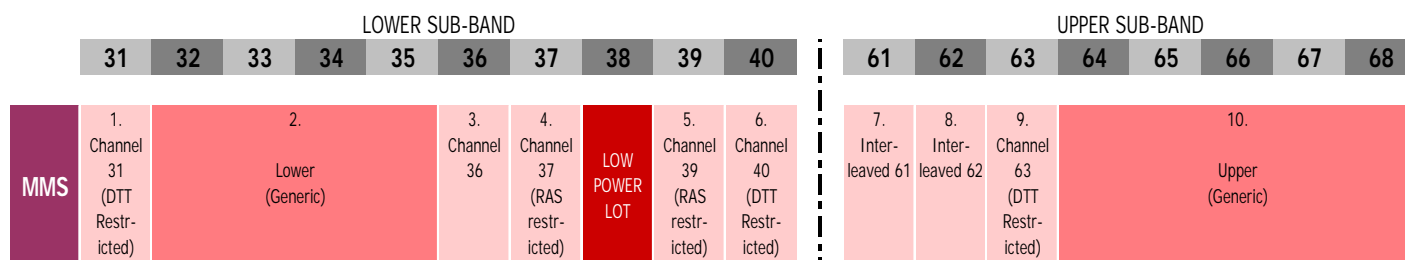 LOWER SUB-BAND
UPPER SUB-BAND
31 32 33 34 35 36 37 38 39 40 61 62 63 64 65 66 67 68
MMS
1.
Channel
31
(DTT
Restr-
icted)
2.
Lower
(Generic)
3.
Channel
36
4.
Channel
37
(RAS
restr-
icted)
LOW
POWER
LOT
5.
Channel
39
(RAS
restr-
icted)
6.
Channel
40
(DTT
Restr-
icted)
7.
Inter-
leaved 61
8.
Inter-
leaved 62
9.
Channel
63
(DTT
Restr-
icted)
10.
Upper
(Generic)